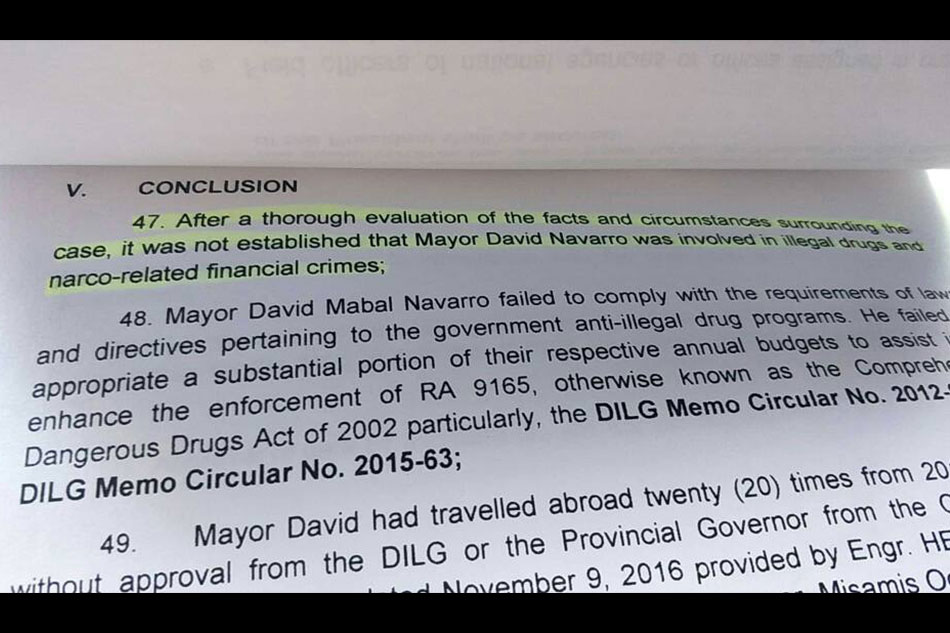 V. CONCLUSION
47. After a thorough evaluation of the facts and circumstances surrounding the
case, it was not established that Mayor David Navarro was involved in illegal drugs and
narco-related financial crimes;
48. Mayor David Mabal Navarro failed to comply with the requirements of law
and directives pertaining to the government anti-illegal drug programs. He failed
appropriate a substantial portion of their respective annual budgets to assist
enhance the enforcement of RA 9165, otherwise known as the Comprehe
Dangerous Drugs Act of 2002 particularly, the DILG Memo Circular No. 2012-
DILG Memo Circular No. 2015-63;
49. Mayor David had travelled abroad twenty (20) times from 20
without approval from the DILG or the Provincial Governor from the
November 9, 2016 provided by Engr. HE
Misamis Oc